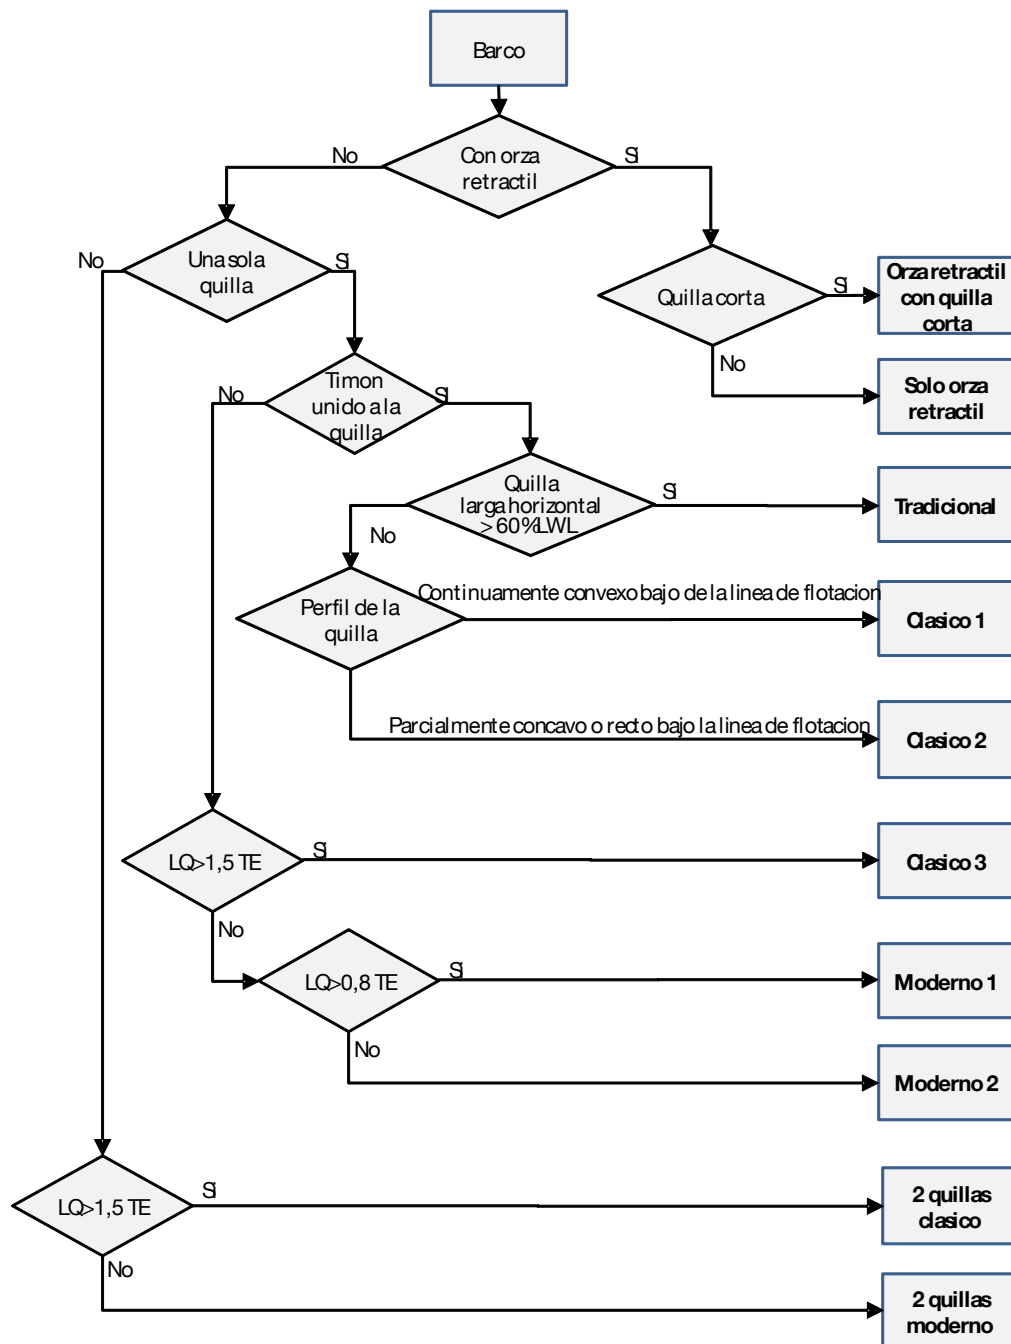 Barco
No
Con orza
retractil
Si
No
Una sola
quilla
Si
Quilla corta
Si
Orza retractil
con quilla
corta
No
Solo orza
retractil
No
Timon
unido a la
quilla
Si
Quilla
larga horizontal
> 60% LWL
Si
Tradicional
No
Perfil de la
quilla
Continuamente convexo bajo de la linea de flotacion
Clasico 1
Parcialmente concavo o recto bajo la linea de flotacion
Clasico 2
LQ>1,5 TE
Si
Clasico 3
No
LQ>0,8 TE
Si
Moderno 1
No
Moderno 2
LQ>1,5 TE
Si
2 quillas
clasico
No
2 quillas
moderno